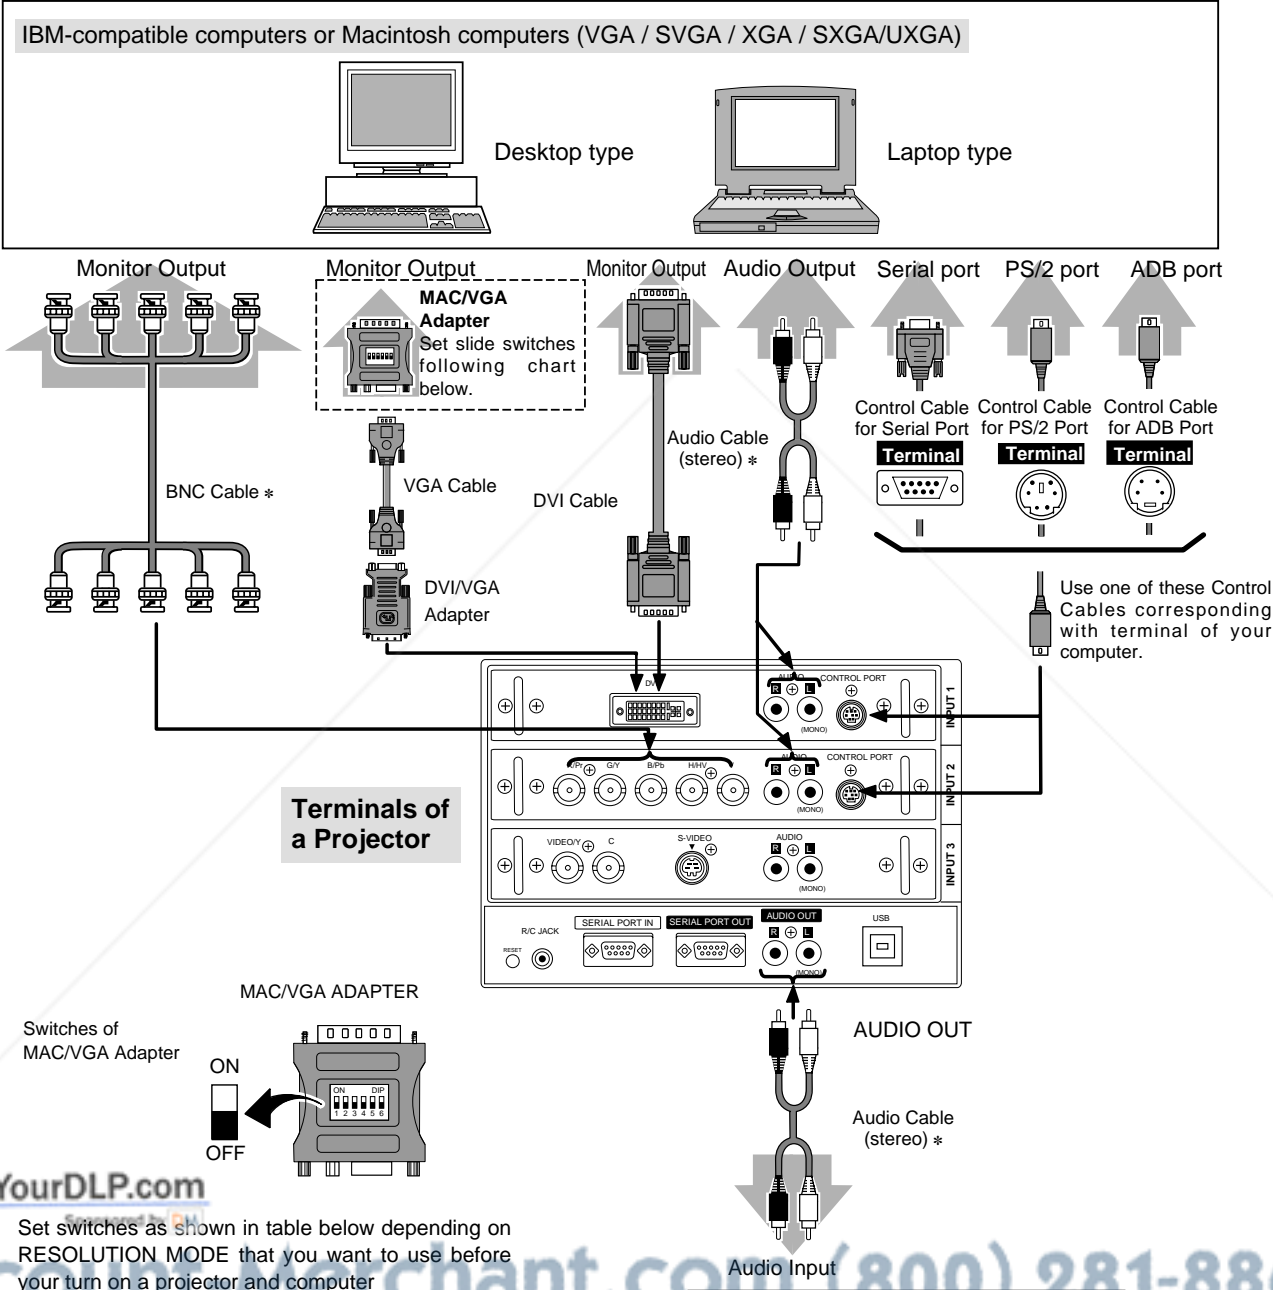 IBM-compatible computers or Macintosh computers (VGA / SVGA / XGA / SXGA/UXGA)
Desktop type
Laptop type
Monitor Output
Monitor Output
Monitor Output
Audio Output
Serial port
PS/2 port
ADB port
MAC/VGA
Adapter
Set slide switches
following chart
below.
Control Cable
for Serial Port
Control Cable
for PS/2 Port
Control Cable
for ADB Port
Terminal
Terminal
Terminal
Audio Cable
(stereo) *
BNC Cable *
VGA Cable
DVI Cable
DVI/VGA
Adapter
Use one of these Control
Cables corresponding
with terminal of your
computer.
AUDIO
R
L
(MONO)
CONTROL PORT
INPUT 1
G/Y
B/Pb
H/HV
AUDIO
R
L
(MONO)
CONTROL PORT
INPUT 2
Terminals of
a Projector
VIDEO/Y
C
S-VIDEO
AUDIO
R
L
(MONO)
INPUT 3
R/C JACK
RESET
SERIAL PORT IN
SERIAL PORT OUT
AUDIO OUT
R
L
(MONO)
USB
MAC/VGA ADAPTER
Switches of
MAC/VGA Adapter
ON
OFF
ON DIP
1 2 3 4 5 6
AUDIO OUT
Audio Cable
(stereo) *
Audio Input
YourDLP.com
Sponsored by
Set switches as shown in table below depending on
RESOLUTION MODE that you want to use before
your turn on a projector and computer
(800) 281-88